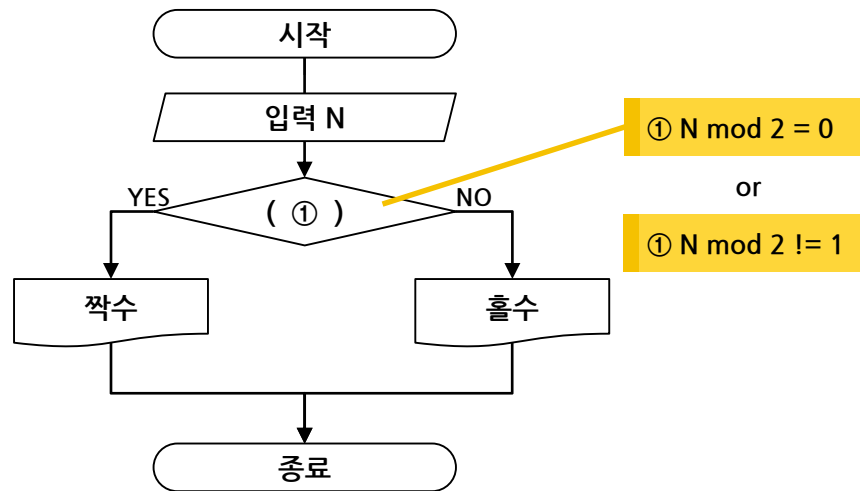 시작
입력 N
① N mod 2 = 0
YES
( ① )
NO
or
① N mod 2 != 1
짝수
홀수
종료